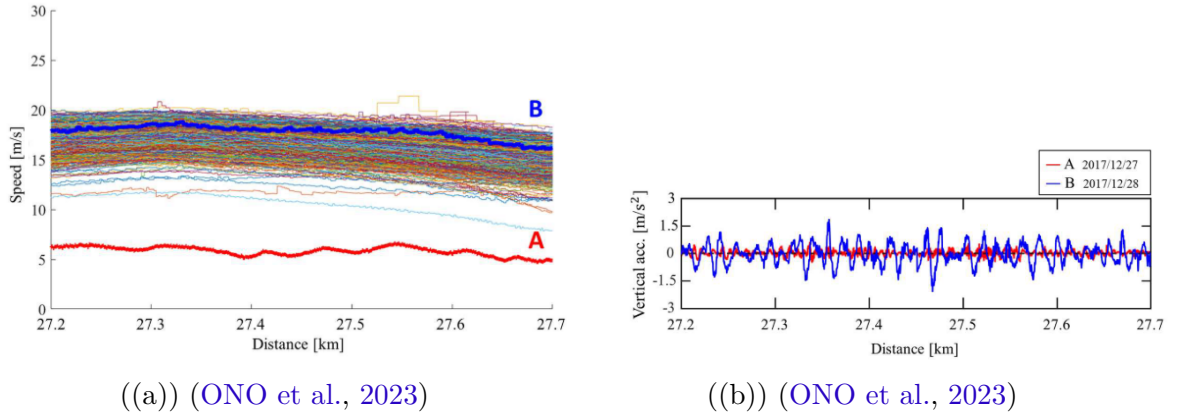 30
25
20
15
10
5
0
Speed [m/s]
B
A
27.2 27.3 27.4 27.5 27.6 27.7
Distance [km]
((a)) (ONO et al., 2023)
A 2017/12/27
B 2017/12/28
3
1.5
0
-1.5
-3
Vertical acc. [m/s²]
27.2 27.3 27.4 27.5 27.6 27.7
Distance [km]
((b)) (ONO et al., 2023)